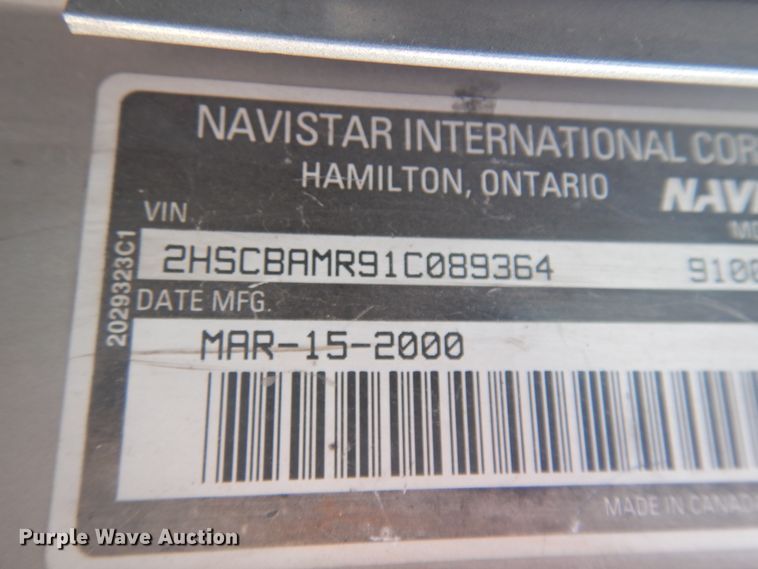 NAVISTAR INTERNATIONAL COR
HAMILTON, ONTARIO
NAVI
VIN
MO
2HSCBAMR91C089364 910
DATE MFG.
MAR-15-2000
2029323C1
MADE IN CANADA
Purple Wave Auction